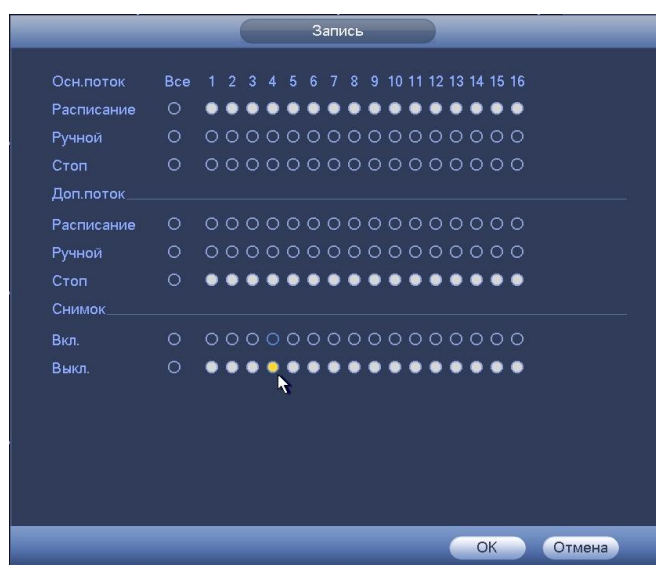 Запись
Осн.поток Все 1 2 3 4 5 6 7 8 9 10 11 12 13 14 15 16
Расписание
Ручной
Стоп
Доп.поток
Расписание
Ручной
Стоп
Снимок
Вкл.
Выкл.
OK Отмена